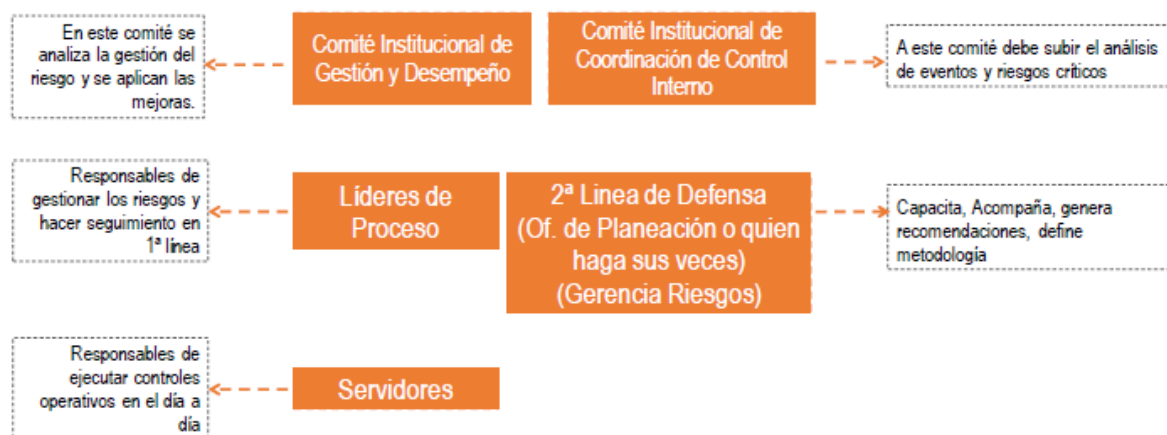 En este comité se
analiza la gestión del
riesgo y se aplican las
mejoras.
Comité Institucional de
Gestión y Desempeño
Comité Institucional de
Coordinación de Control
Interno
A este comité debe subir el análisis
de eventos y riesgos críticos
Responsables de
gestionar los riesgos y
hacer seguimiento en
1ª línea
Líderes de
Proceso
2ª Linea de Defensa
(Of. de Planeación o quien
haga sus veces)
(Gerencia Riesgos)
Capacita, Acompaña, genera
recomendaciones, define
metodología
Responsables de
ejecutar controles
operativos en el día a
día
Servidores